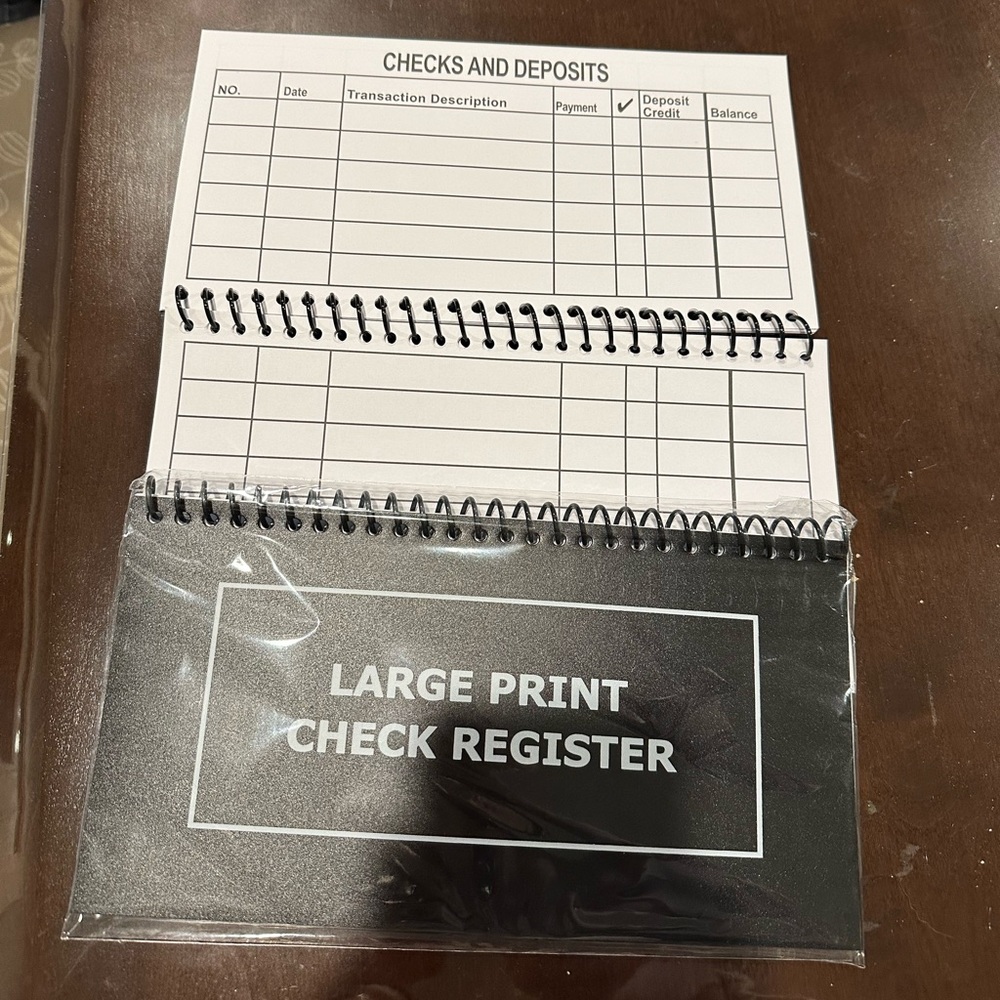 CHECKS AND DEPOSITS
NO. Date Transaction Description Payment ✓ Deposit Credit Balance
LARGE PRINT
CHECK REGISTER